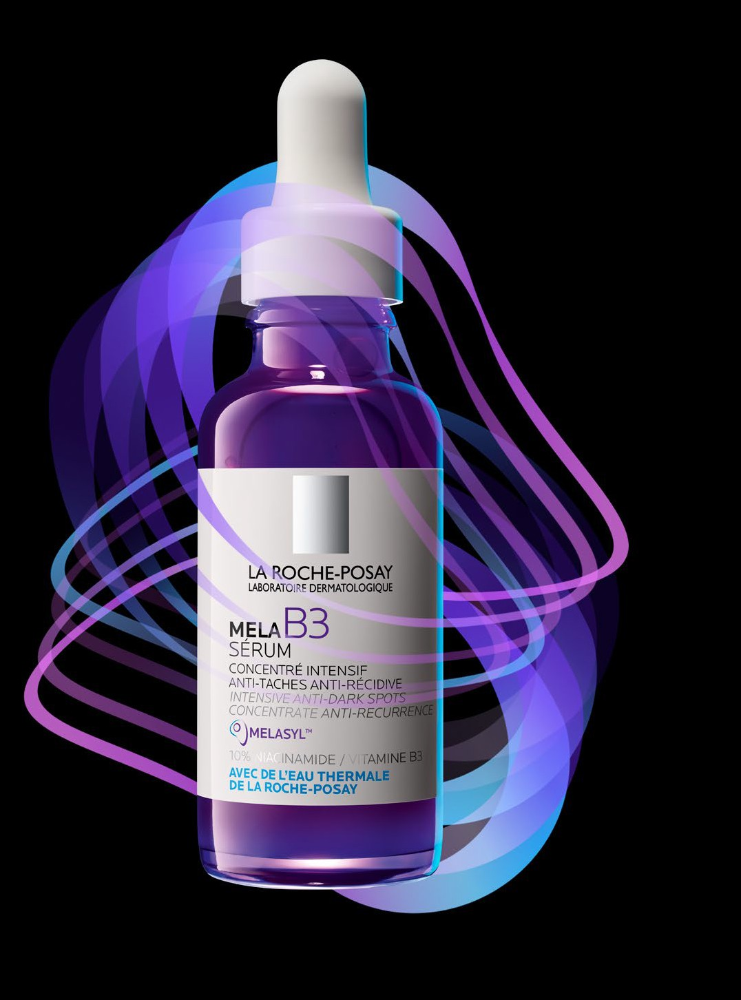 LA ROCHE-POSAY
LABORATOIRE DERMATOLOGIQUE
MELA B3
SÉRUM
CONCENTRÉ INTENSIF
ANTI-TACHES ANTI-RÉCIDIVE
INTENSIVE ANTI-DARK SPOTS
CONCENTRATE ANTI-RECURRENCE
MELASYL™
10% NIACINAMIDE / VITAMINE B3
AVEC DE L'EAU THERMALE
DE LA ROCHE-POSAY